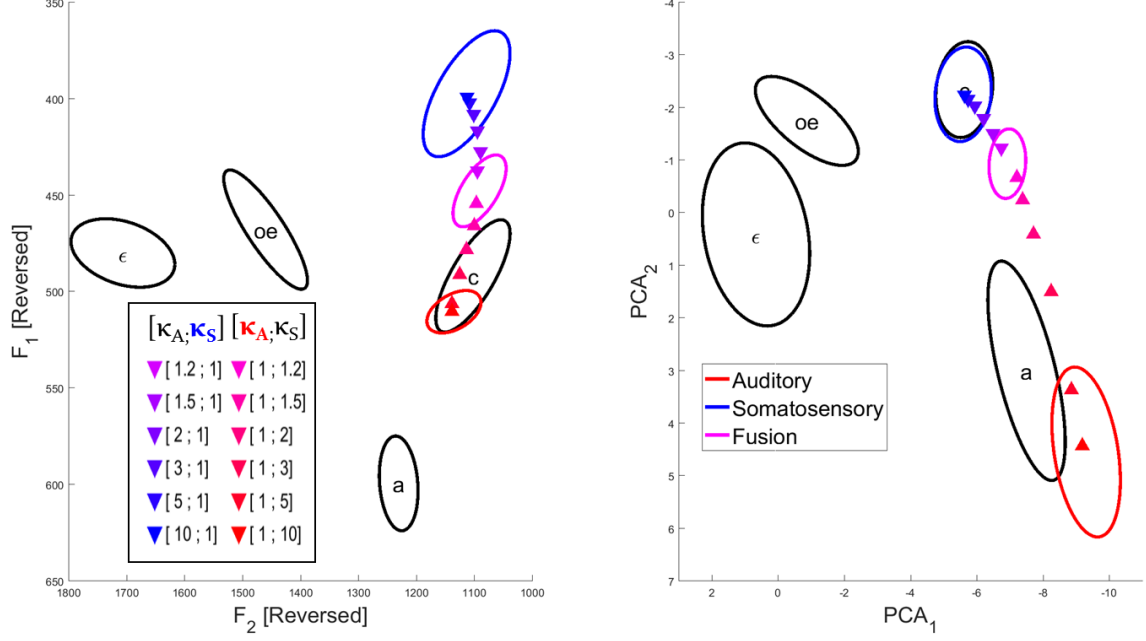 350
400
450
500
550
600
650
F1 [Reversed]
1800 1700 1600 1500 1400 1300 1200 1100 1000
F2 [Reversed]
ϵ
oe
c
a
[κA;κS] [κA;κS]
[ 1.2 ; 1] [ 1 ; 1.2]
[ 1.5 ; 1] [ 1 ; 1.5]
[ 2 ; 1] [ 1 ; 2]
[ 3 ; 1] [ 1 ; 3]
[ 5 ; 1] [ 1 ; 5]
[ 10 ; 1] [ 1 ; 10]
-4
-3
-2
-1
0
1
2
3
4
5
6
7
PCA2
2 0 -2 -4 -6 -8 -10
PCA1
oe
ϵ
a
Auditory
Somatosensory
Fusion